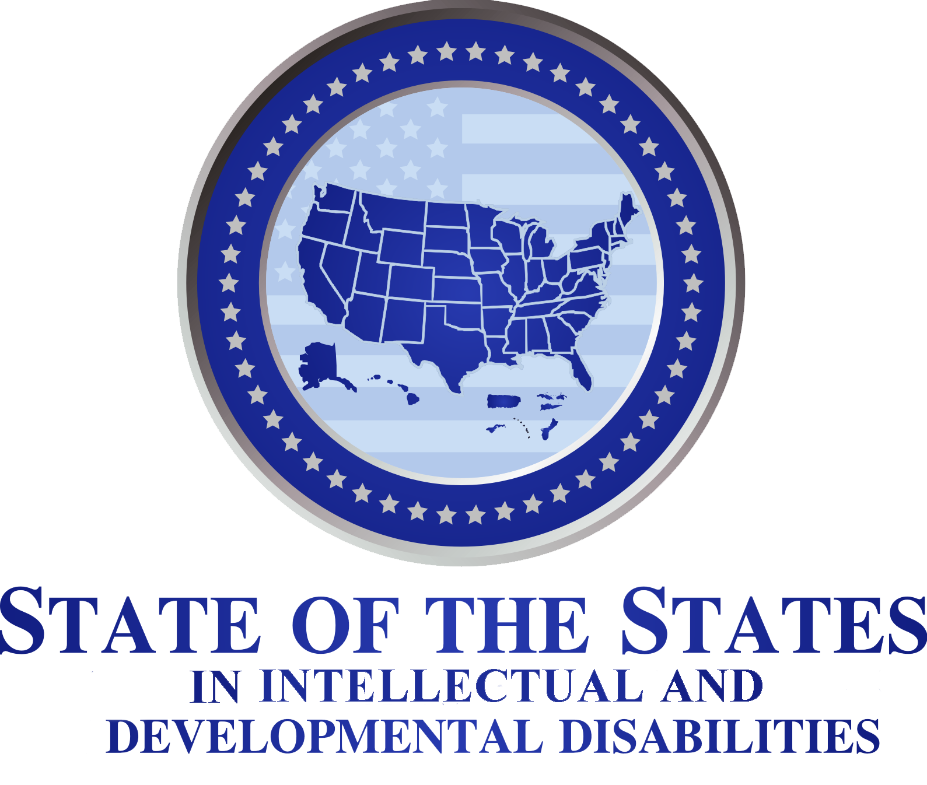 STATE OF THE STATES
IN INTELLECTUAL AND
DEVELOPMENTAL DISABILITIES